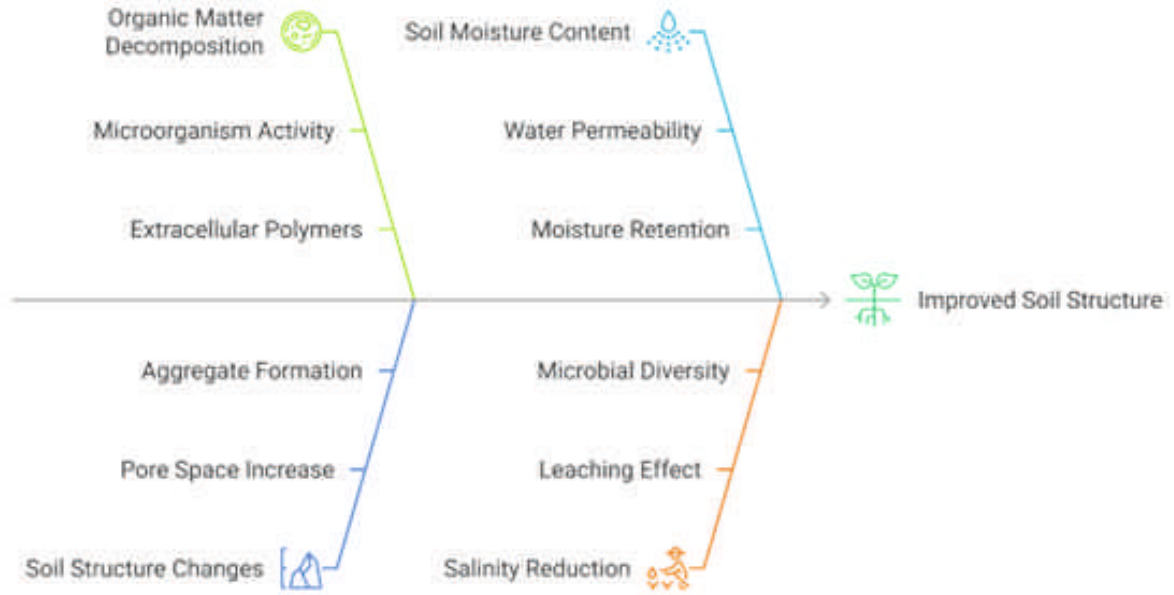 Organic Matter
Decomposition
Microorganism Activity
Extracellular Polymers
Soil Moisture Content
Water Permeability
Moisture Retention
Improved Soil Structure
Aggregate Formation
Pore Space Increase
Soil Structure Changes
Microbial Diversity
Leaching Effect
Salinity Reduction